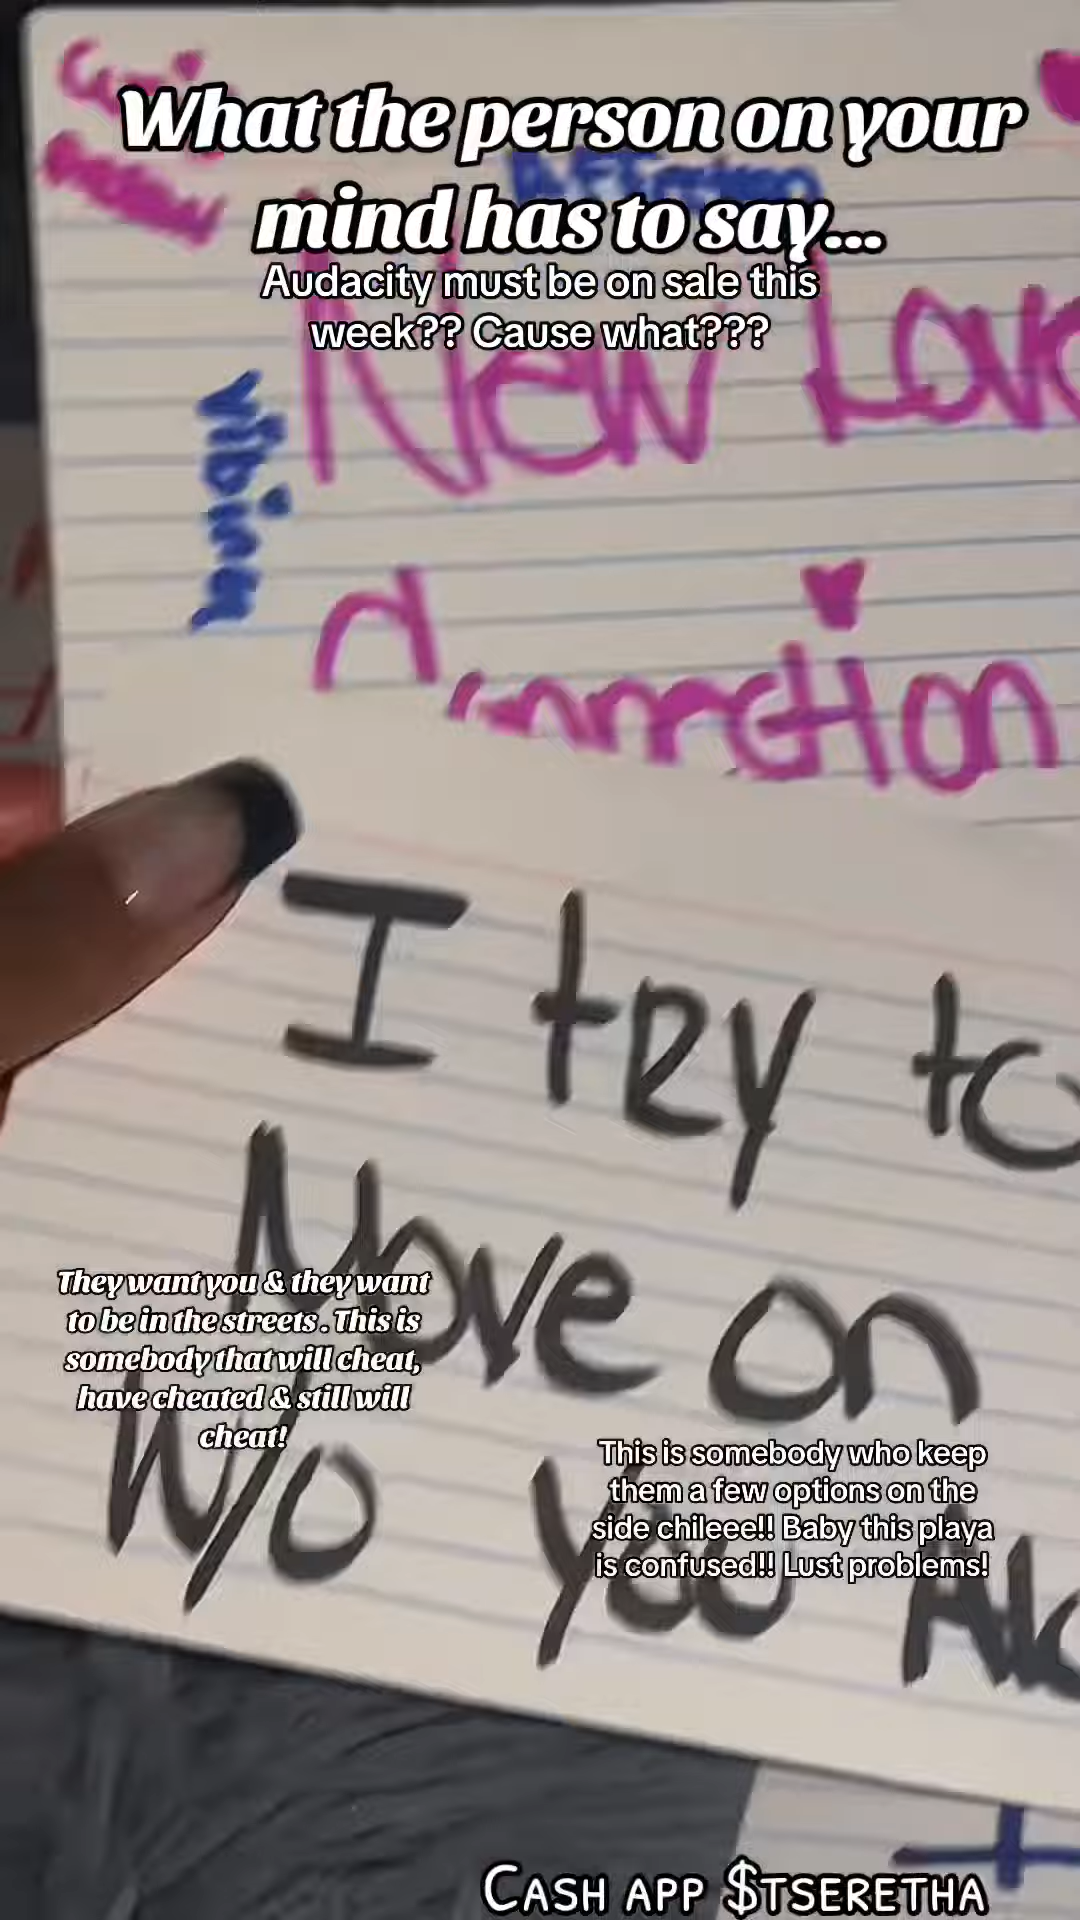 What the person on your
mind has to say...
Audacity must be on sale this
week?? Cause what???
New Love
vibing
Connection
I try to
Move on
W/O you
They want you & they want
to be in the streets . This is
somebody that will cheat,
have cheated & still will
cheat!
This is somebody who keep
them a few options on the
side chileee!! Baby this playa
is confused!! Lust problems!
Cash app $tseretha